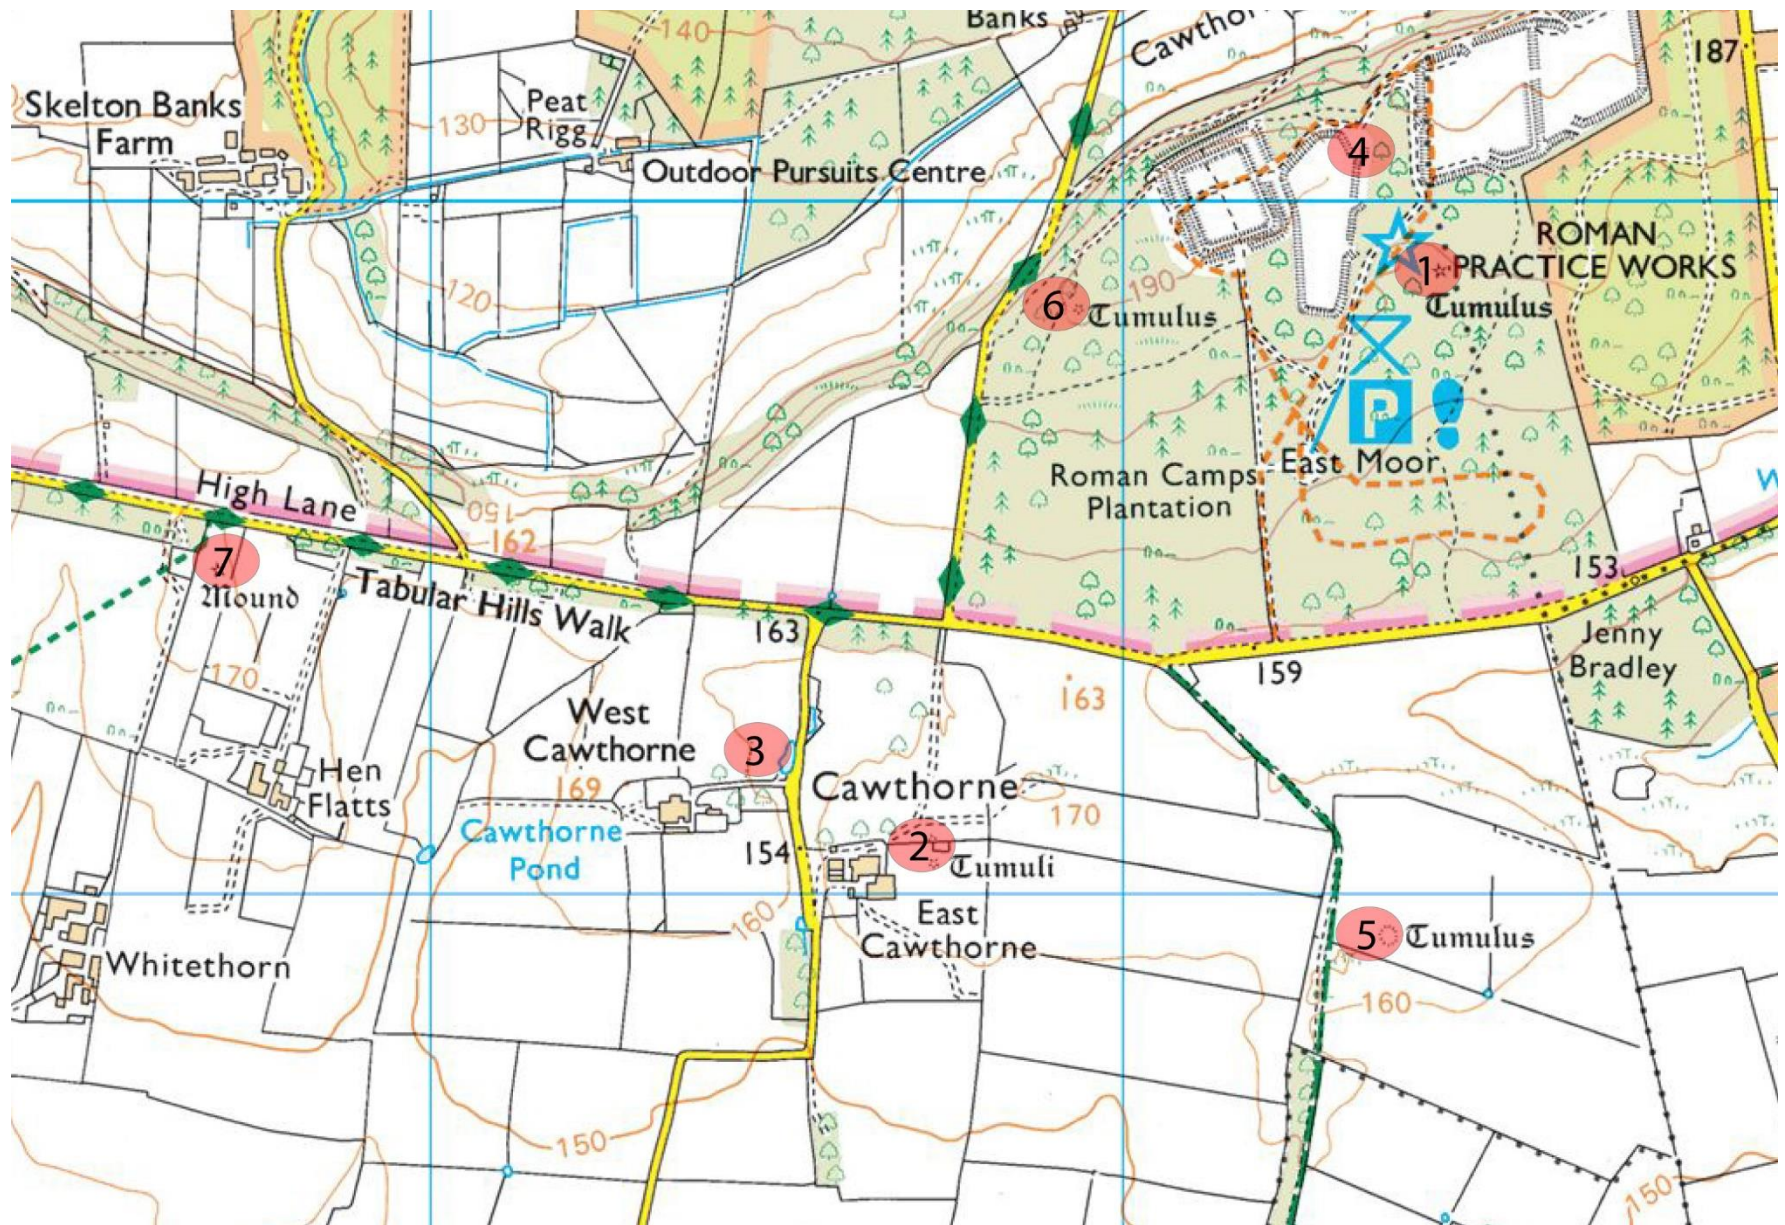 Banks
Cawthor
140
187
Skelton Banks
Farm
Peat
Rigg
130
4
Outdoor Pursuits Centre
ROMAN
PRACTICE WORKS
1
Tumulus
120
6
Tumulus
190
P
High Lane
150
162
Roman Camps
Plantation
East Moor
W
7
Mound
Tabular Hills Walk
163
153
Jenny
Bradley
170
159
163
West
Cawthorne
3
169
Hen
Flatts
Cawthorne
170
Cawthorne
Pond
154
2
Tumuli
160
East
Cawthorne
5
Tumulus
Whitethorn
160
150
150